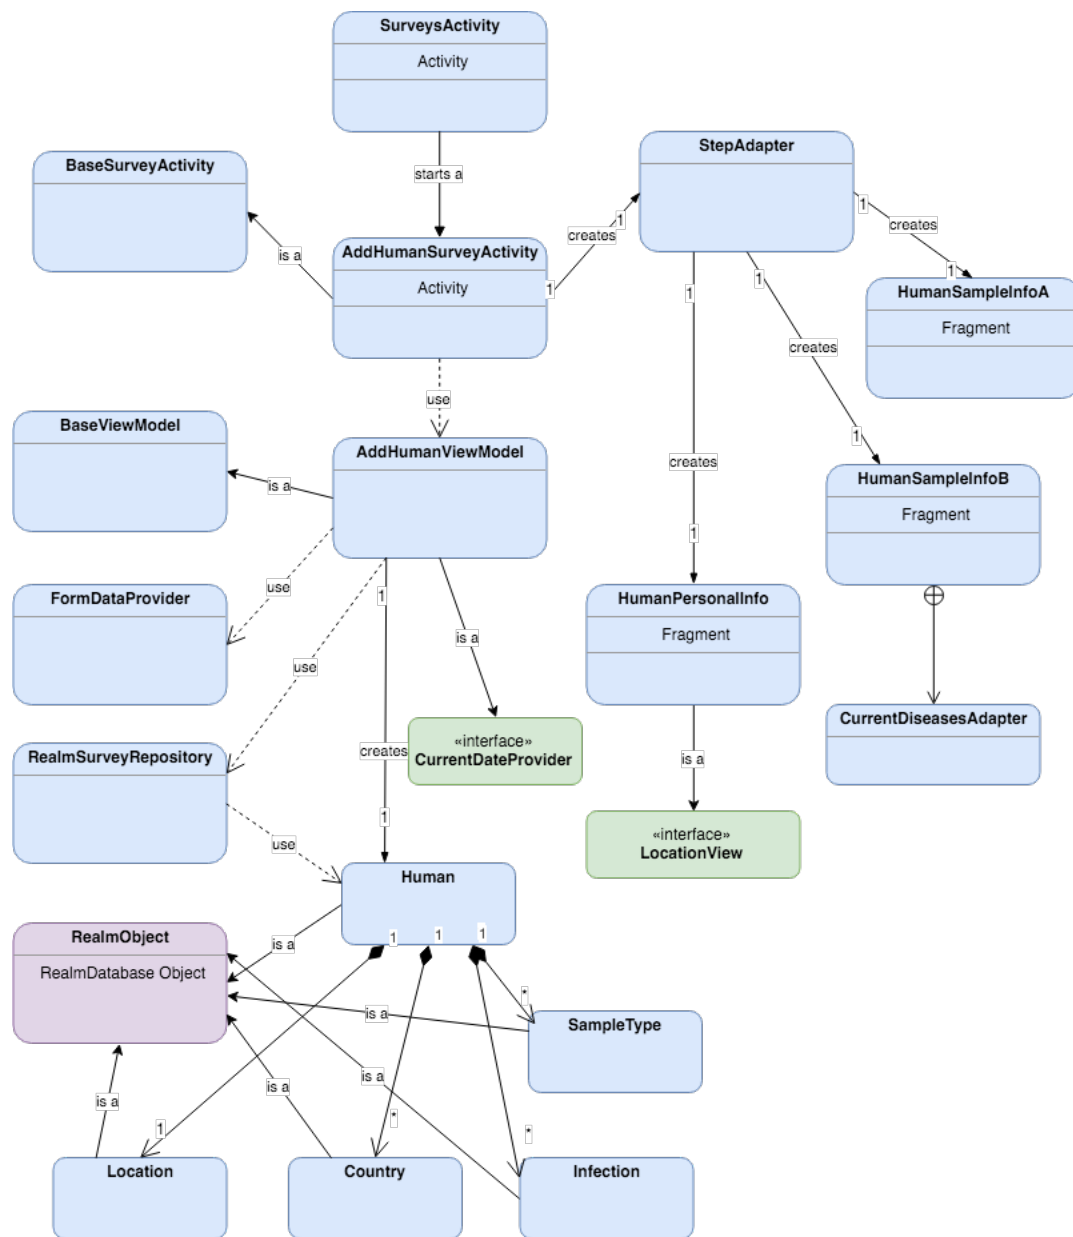 SurveysActivity
Activity
starts a
BaseSurveyActivity
is a
AddHumanSurveyActivity
Activity
1
creates
1
StepAdapter
1
creates
1
HumanSampleInfoA
Fragment
1
creates
1
HumanSampleInfoB
Fragment
1
creates
1
HumanPersonalInfo
Fragment
CurrentDiseasesAdapter
is a
«interface»
LocationView
use
BaseViewModel
is a
AddHumanViewModel
use
FormDataProvider
use
1
creates
1
is a
«interface»
CurrentDateProvider
RealmSurveyRepository
use
Human
is a
RealmObject
RealmDatabase Object
1
1
1
*
is a
SampleType
is a
is a
is a
1
*
*
Location
Country
Infection